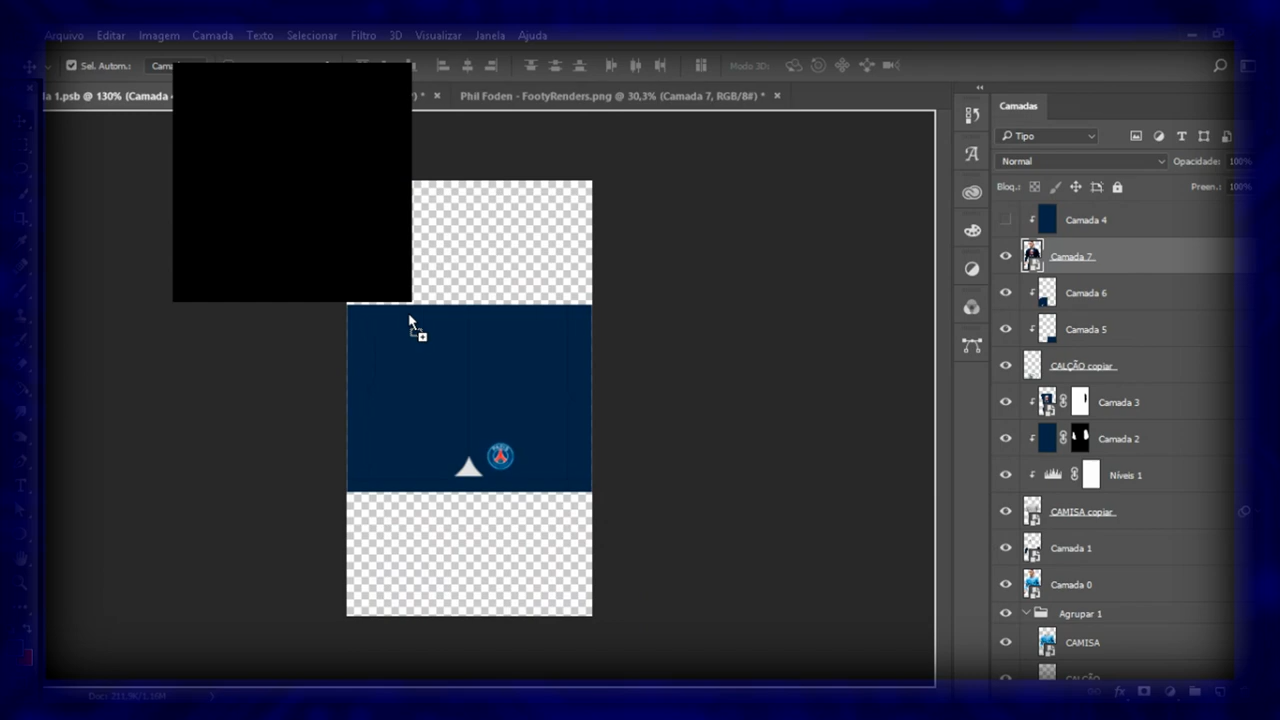 Arquivo Editar Imagem Camada Texto Selecionar Filtro 3D Visualizar Janela Ajuda
Sel. Autom.: Cama Modo 3D:
la 1.psb @ 130% (Camada ) * × Phil Foden - FootyRenders.png @ 30,3% (Camada 7, RGB/8#) * ×
Camadas
Tipo
Normal Opacidade: 100%
Bloq.: Preen.: 100%
Camada 4
Camada 7
Camada 6
Camada 5
CALÇÃO copiar
Camada 3
Camada 2
Níveis 1
CAMISA copiar
Camada 1
Camada 0
Agrupar 1
CAMISA
CALÇÃO
Doc: 211,9K/1,16M